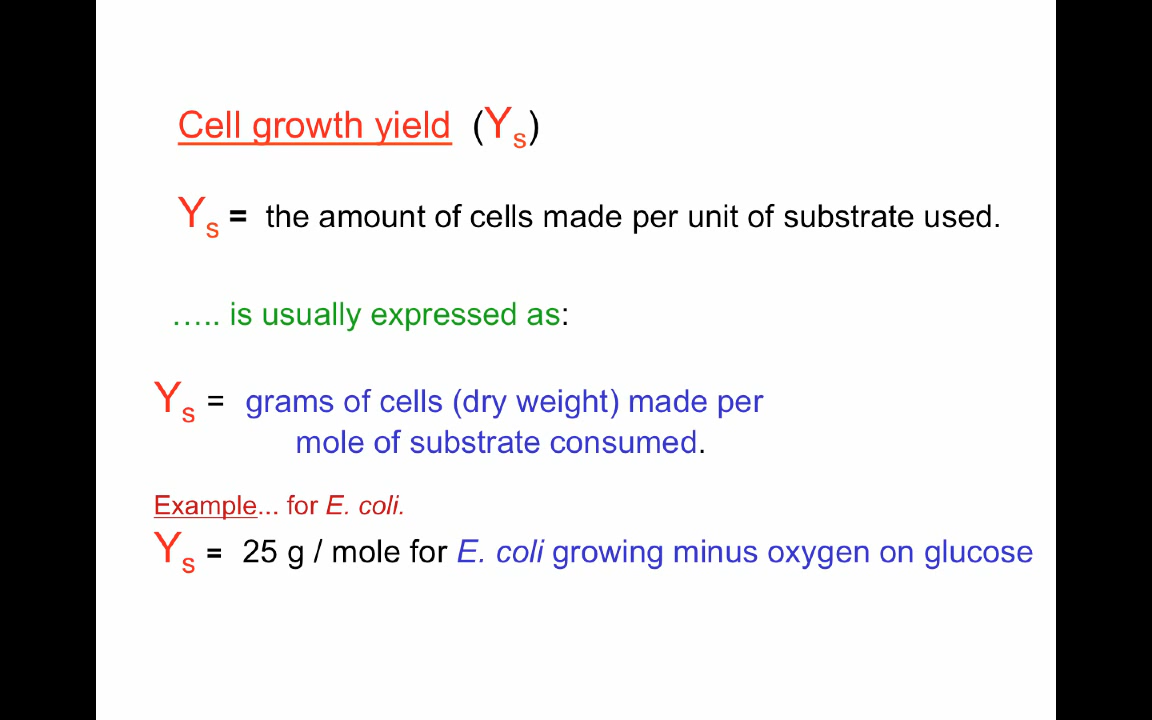 Cell growth yield (Ys)
Ys = the amount of cells made per unit of substrate used.
….. is usually expressed as:
Ys = grams of cells (dry weight) made per
mole of substrate consumed.
Example... for E. coli.
Ys = 25 g / mole for E. coli growing minus oxygen on glucose